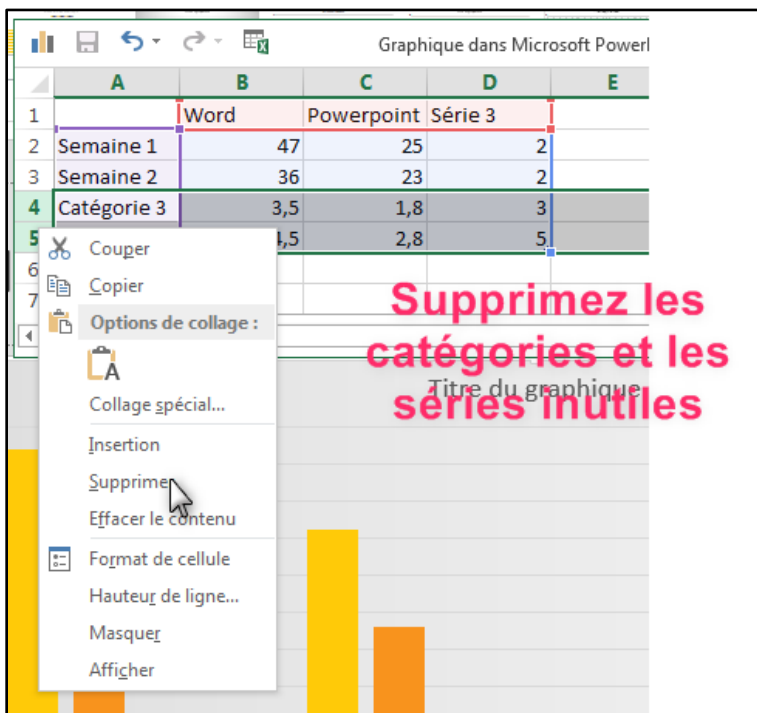 Graphique dans Microsoft Power
A B C D E
1 Word Powerpoint Série 3
2 Semaine 1 47 25 2
3 Semaine 2 36 23 2
4 Catégorie 3 3,5 1,8 3
5 ,5 2,8 5
6
7
Couper
Copier
Options de collage :
A
Collage spécial...
Insertion
Supprimer
Effacer le contenu
Format de cellule
Hauteur de ligne...
Masquer
Afficher
Supprimez les
catégories et les
séries inutiles
Titre du graphique